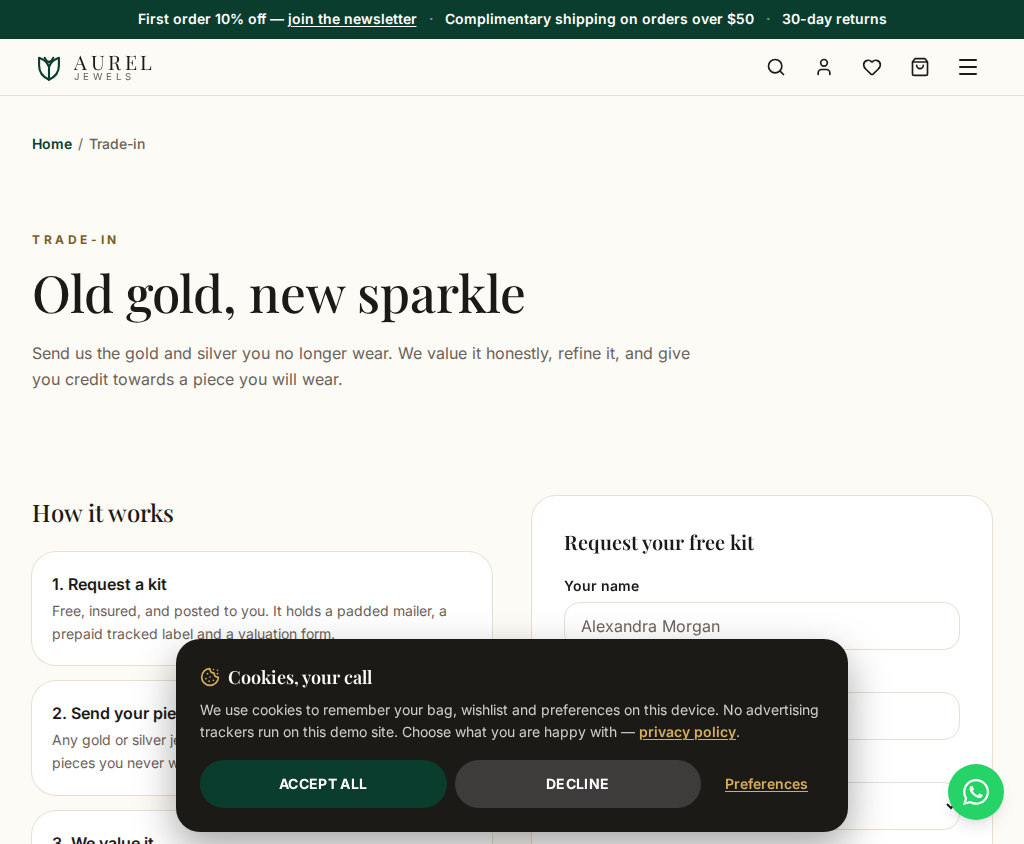 First order 10% off — join the newsletter · Complimentary shipping on orders over $50 · 30-day returns
AUREL
JEWELS
Home / Trade-in
TRADE-IN
Old gold, new sparkle
Send us the gold and silver you no longer wear. We value it honestly, refine it, and give
you credit towards a piece you will wear.
How it works
1. Request a kit
Free, insured, and posted to you. It holds a padded mailer, a
prepaid tracked label and a valuation form.
2. Send your pie
Any gold or silver je
pieces you never w
3. We value it
Request your free kit
Your name
Alexandra Morgan
Cookies, your call
We use cookies to remember your bag, wishlist and preferences on this device. No advertising
trackers run on this demo site. Choose what you are happy with — privacy policy.
ACCEPT ALL
DECLINE
Preferences